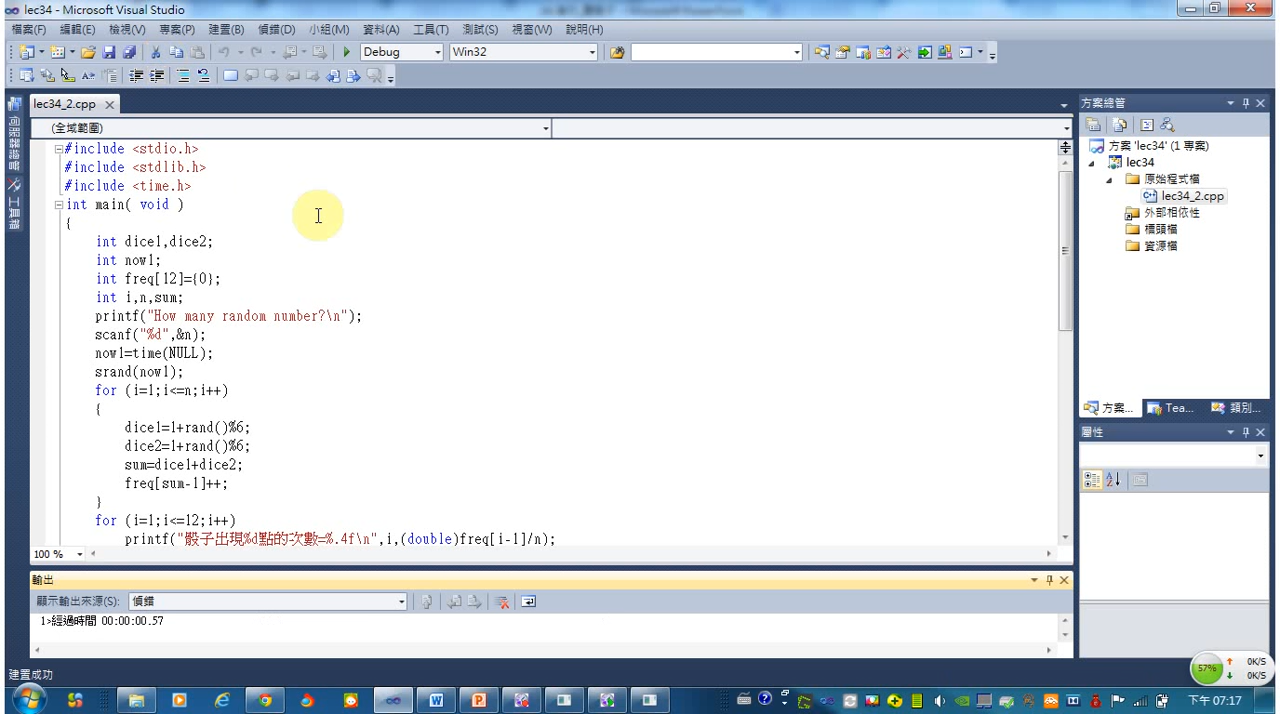 lec34 - Microsoft Visual Studio
檔案(F) 編輯(E) 檢視(V) 專案(P) 建置(B) 偵錯(D) 小組(M) 資料(A) 工具(T) 測試(S) 視窗(W) 說明(H)
Debug Win32
lec34_2.cpp
(全域範圍)
#include <stdio.h>
#include <stdlib.h>
#include <time.h>
int main( void )
{
int dice1,dice2;
int now1;
int freq[12]={0};
int i,n,sum;
printf("How many random number?\n");
scanf("%d",&n);
now1=time(NULL);
srand(now1);
for (i=1;i<=n;i++)
{
dice1=1+rand()%6;
dice2=1+rand()%6;
sum=dice1+dice2;
freq[sum-1]++;
}
for (i=1;i<=12;i++)
printf("骰子出現%d點的次數=%.4f\n",i,(double)freq[i-1]/n);
100 %
伺服器總管
工具箱
方案總管
方案 'lec34' (1 專案)
lec34
原始程式檔
lec34_2.cpp
外部相依性
標頭檔
資源檔
方案... Tea... 類別...
屬性
輸出
顯示輸出來源(S): 偵錯
1>經過時間 00:00:00.57
建置成功
57% 0K/S
0K/S
下午 07:17